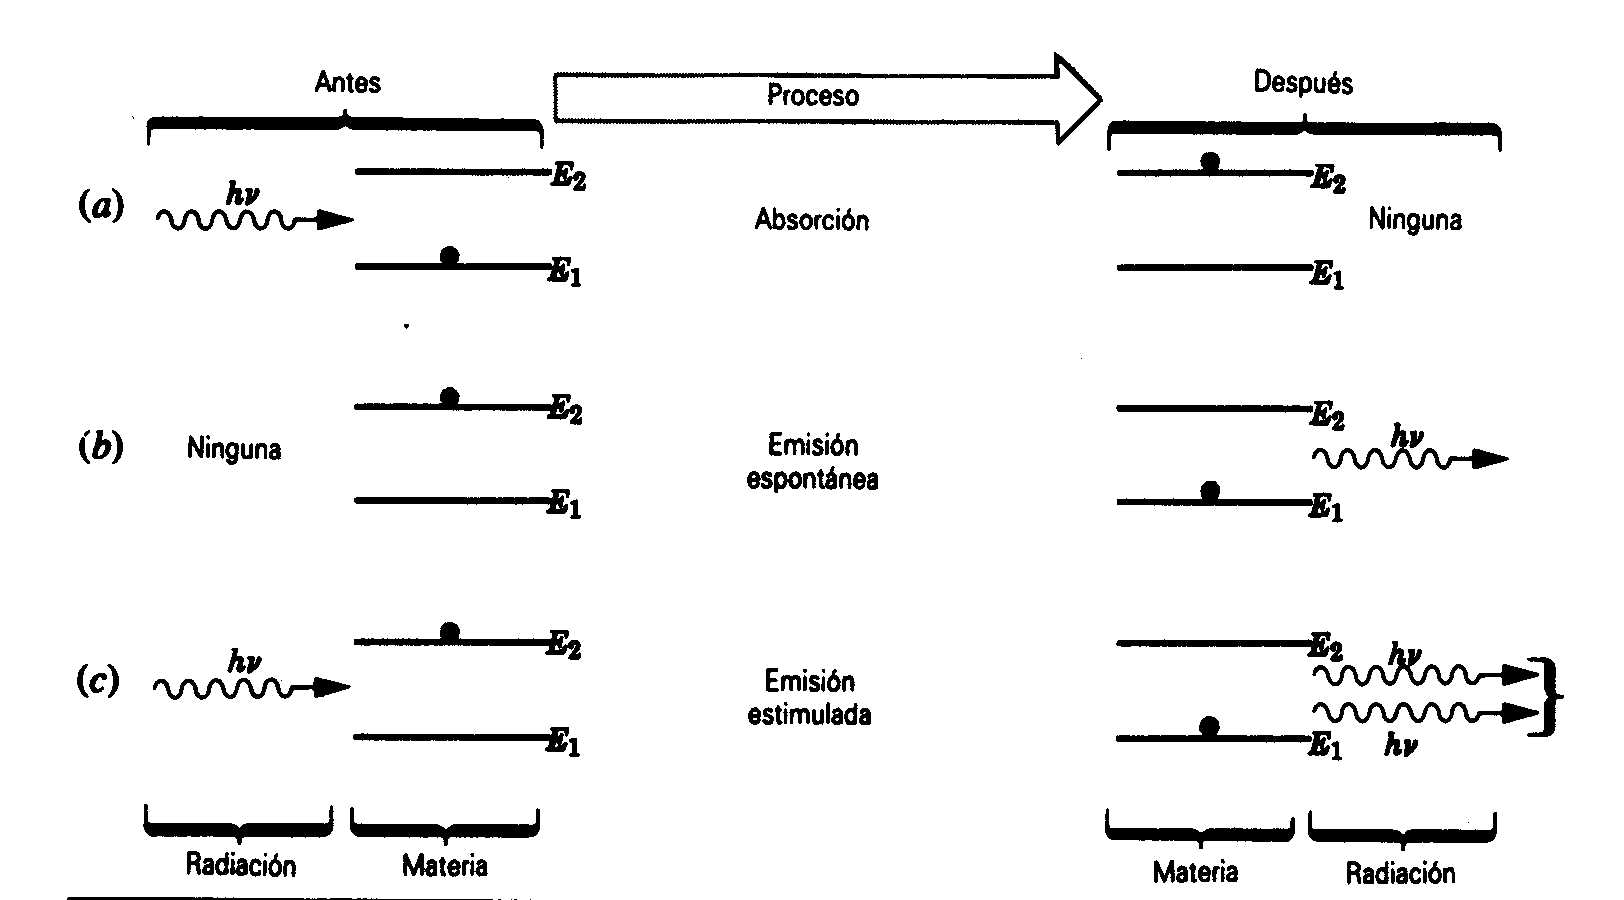 Antes
Proceso
Después
(a)
hν
E₂
E₁
Absorción
E₂
E₁
Ninguna
(b)
Ninguna
E₂
E₁
Emisión
espontánea
E₂
E₁
hν
(c)
hν
E₂
E₁
Emisión
estimulada
E₂
E₁
hν
hν
Radiación
Materia
Materia
Radiación